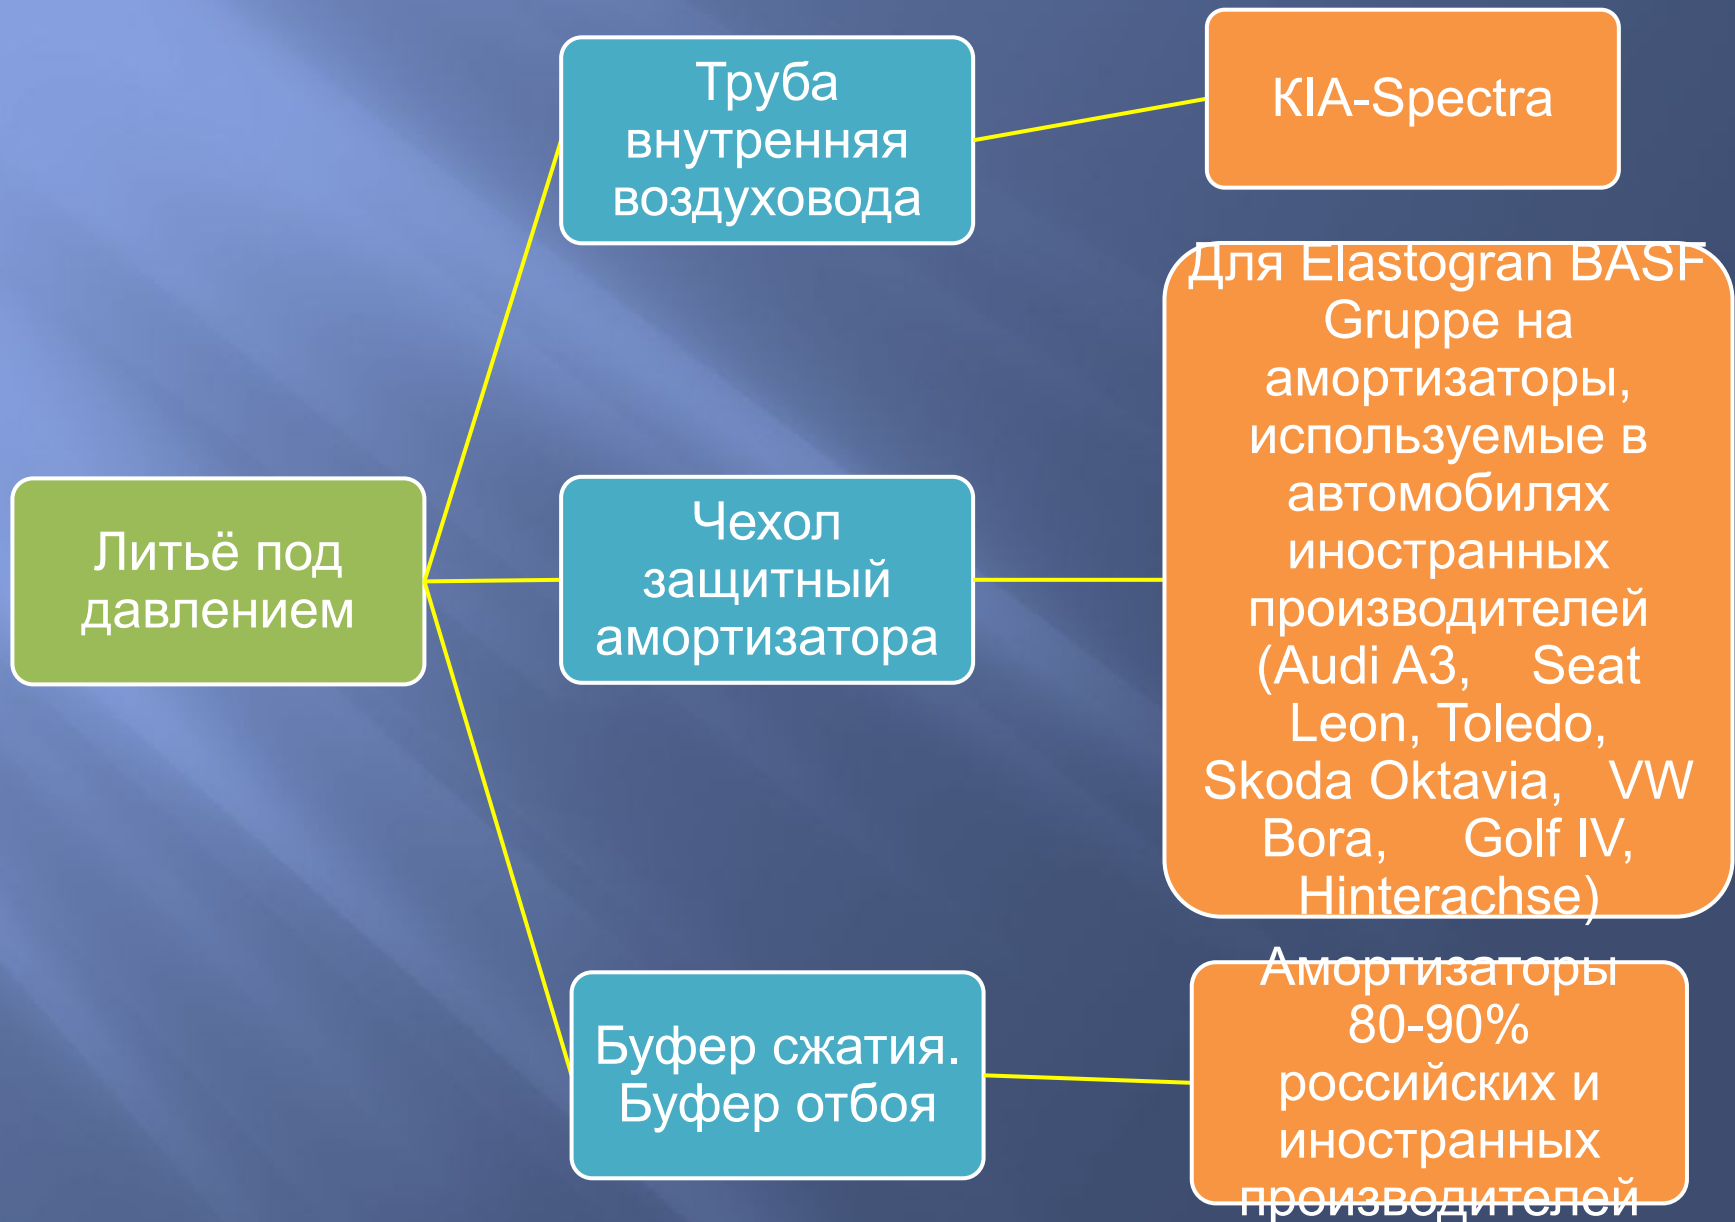 Литьё под
давлением
Труба
внутренняя
воздуховода
KIA-Spectra
Чехол
защитный
амортизатора
Для Elastogran BASF
Gruppe на
амортизаторы,
используемые в
автомобилях
иностранных
производителей
(Audi A3, Seat
Leon, Toledo,
Skoda Oktavia, VW
Bora, Golf IV,
Hinterachse)
Буфер сжатия.
Буфер отбоя
Амортизаторы
80-90%
российских и
иностранных
производителей